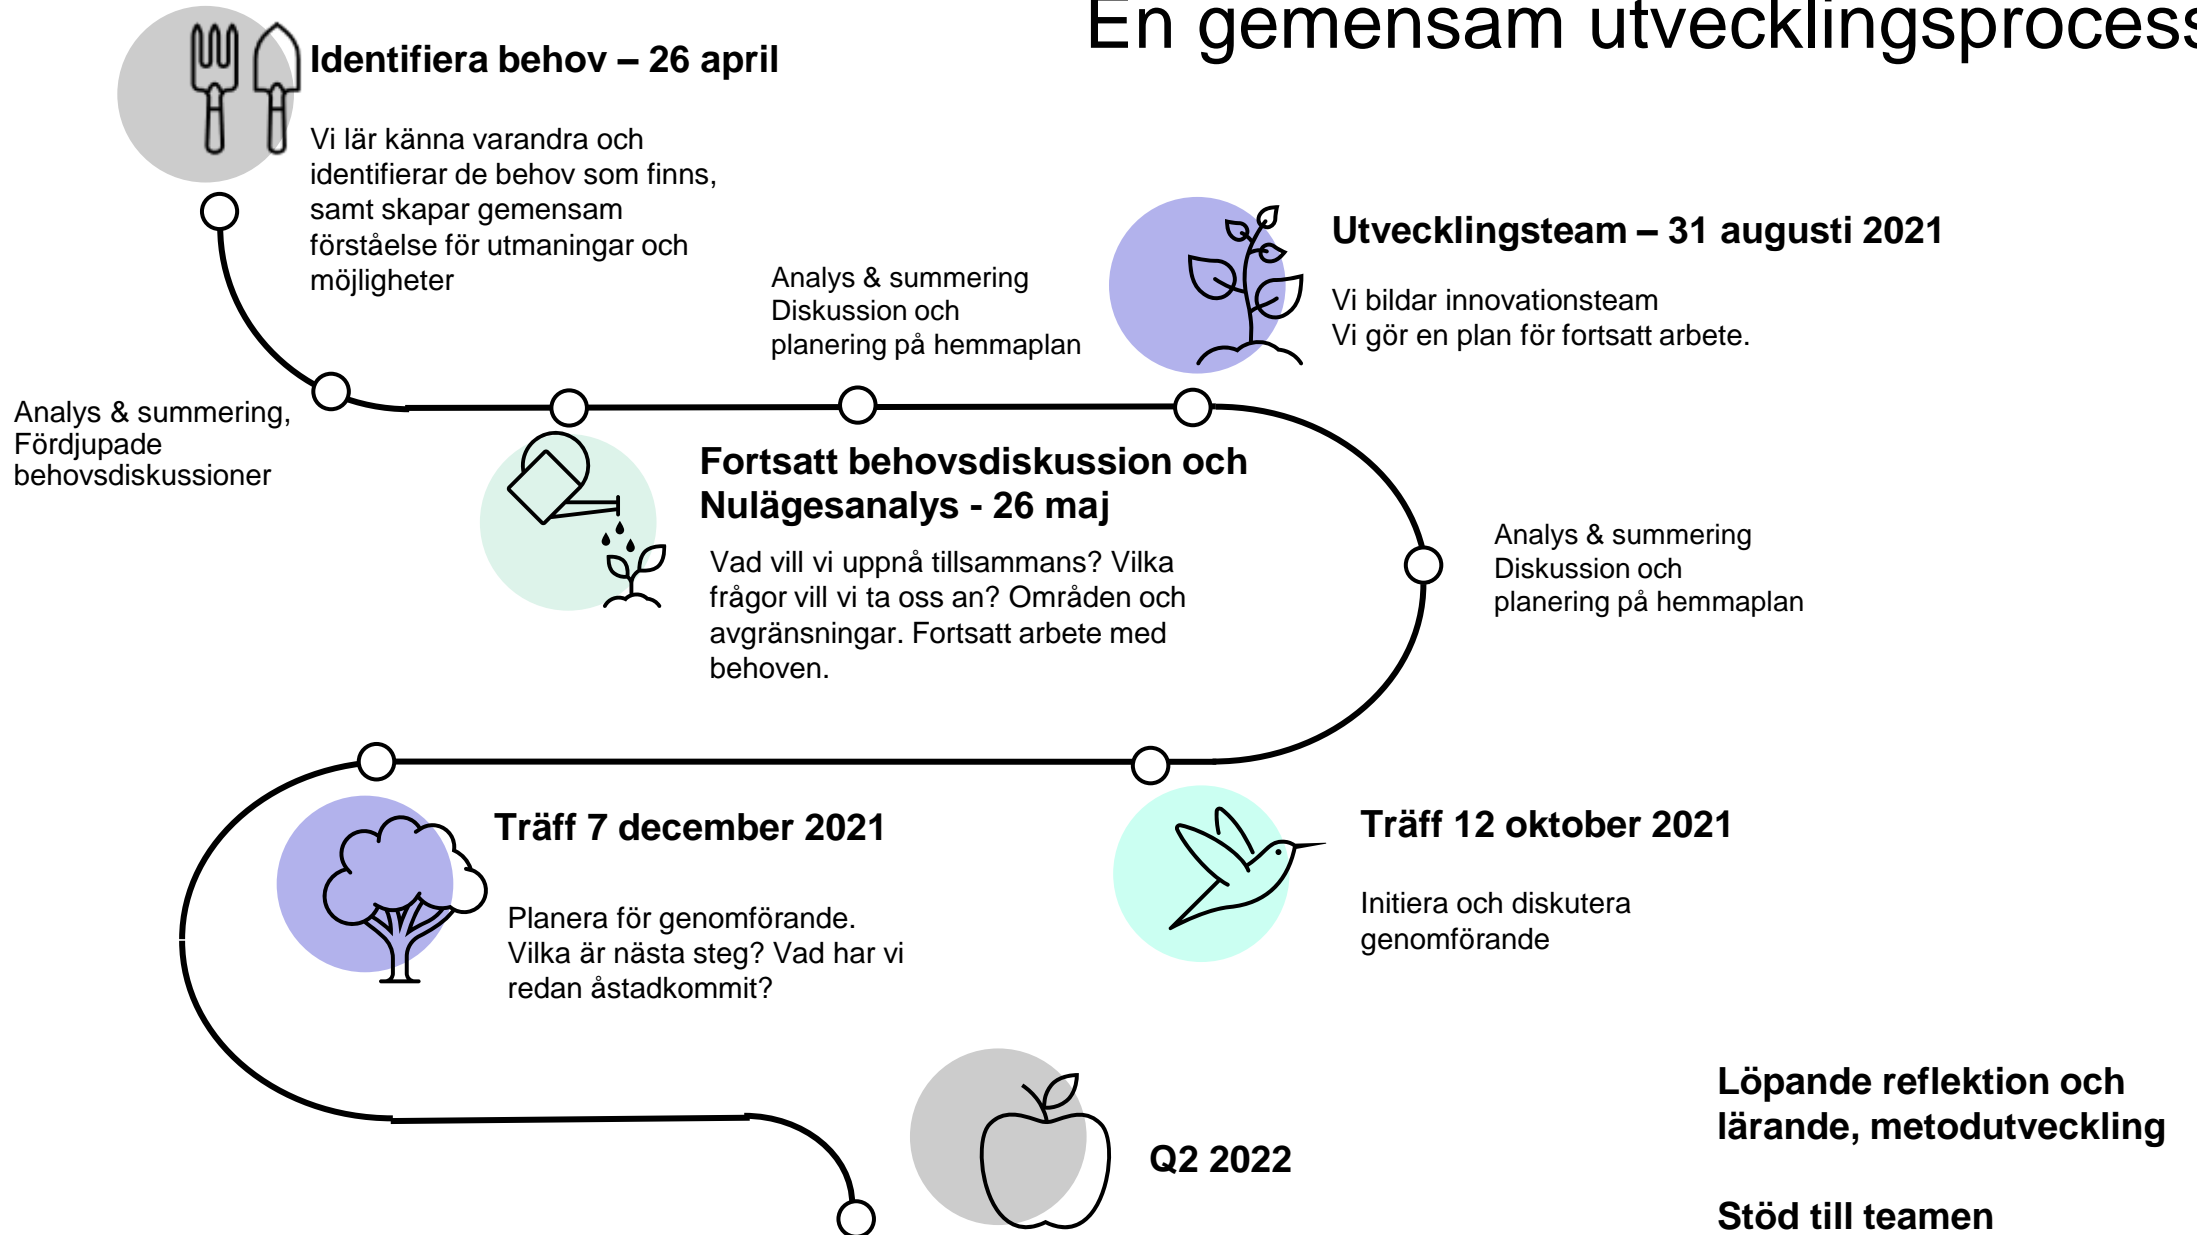 En gemensam utvecklingsprocess
Identifiera behov – 26 april
Vi lär känna varandra och
identifierar de behov som finns,
samt skapar gemensam
förståelse för utmaningar och
möjligheter
Analys & summering,
Fördjupade
behovsdiskussioner
Fortsatt behovsdiskussion och
Nulägesanalys - 26 maj
Vad vill vi uppnå tillsammans? Vilka
frågor vill vi ta oss an? Områden och
avgränsningar. Fortsatt arbete med
behoven.
Analys & summering
Diskussion och
planering på hemmaplan
Utvecklingsteam – 31 augusti 2021
Vi bildar innovationsteam
Vi gör en plan för fortsatt arbete.
Analys & summering
Diskussion och
planering på hemmaplan
Träff 12 oktober 2021
Initiera och diskutera
genomförande
Träff 7 december 2021
Planera för genomförande.
Vilka är nästa steg? Vad har vi
redan åstadkommit?
Q2 2022
Löpande reflektion och
lärande, metodutveckling
Stöd till teamen